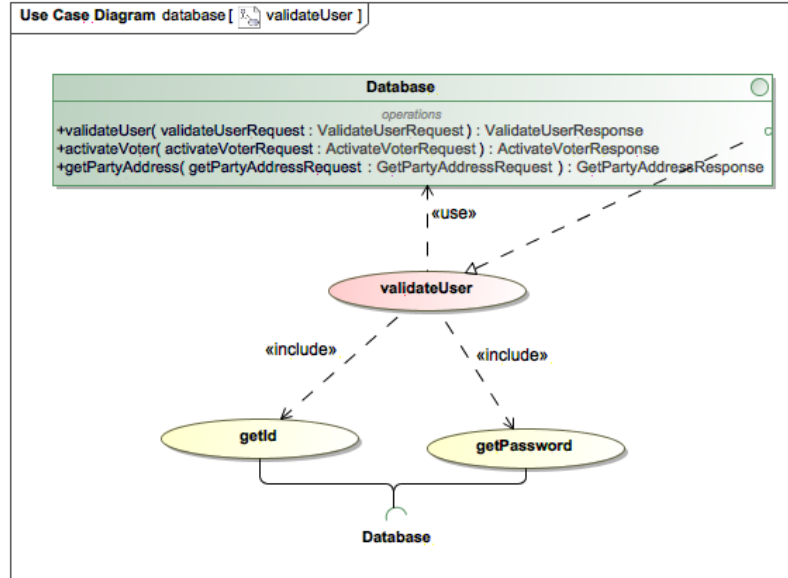 Use Case Diagram database [ validateUser ]
Database
operations
+validateUser( validateUserRequest : ValidateUserRequest ) : ValidateUserResponse
+activateVoter( activateVoterRequest : ActivateVoterRequest ) : ActivateVoterResponse
+getPartyAddress( getPartyAddressRequest : GetPartyAddressRequest ) : GetPartyAddressResponse
«use»
validateUser
«include»
«include»
getId
getPassword
Database